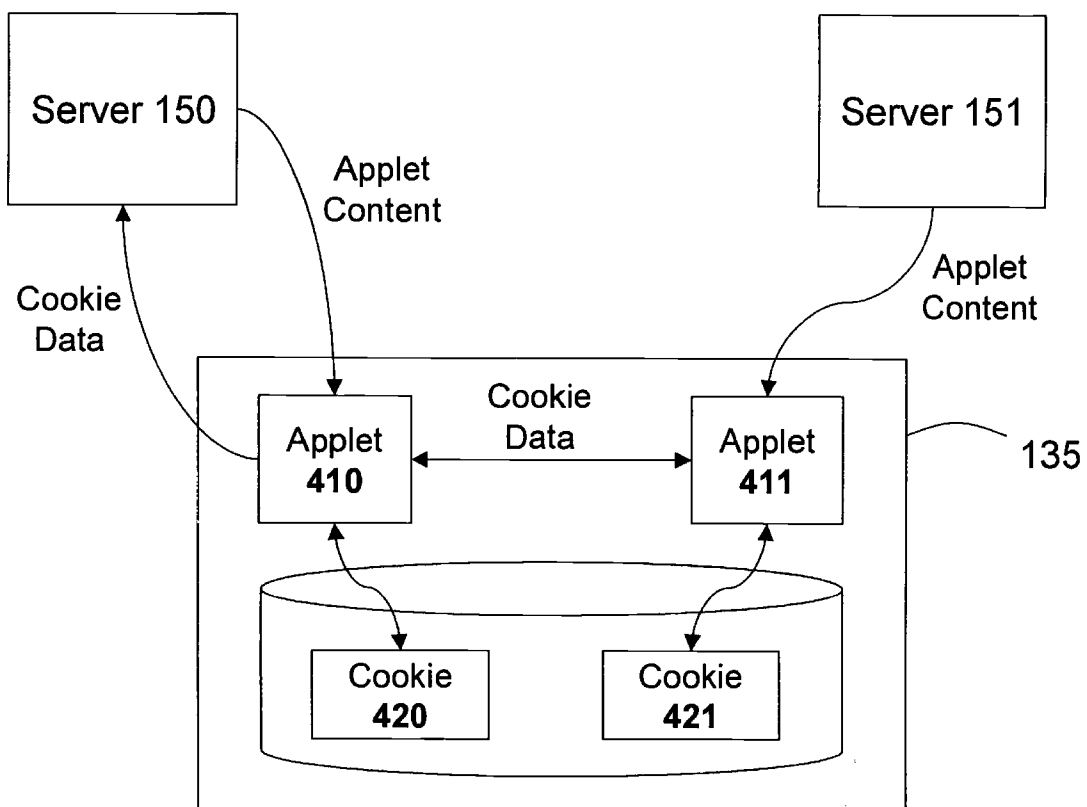 Server 150
Server 151
Applet
Content
Applet
Content
Cookie
Data
Cookie
Data
Applet
410
Applet
411
135
Cookie
420
Cookie
421